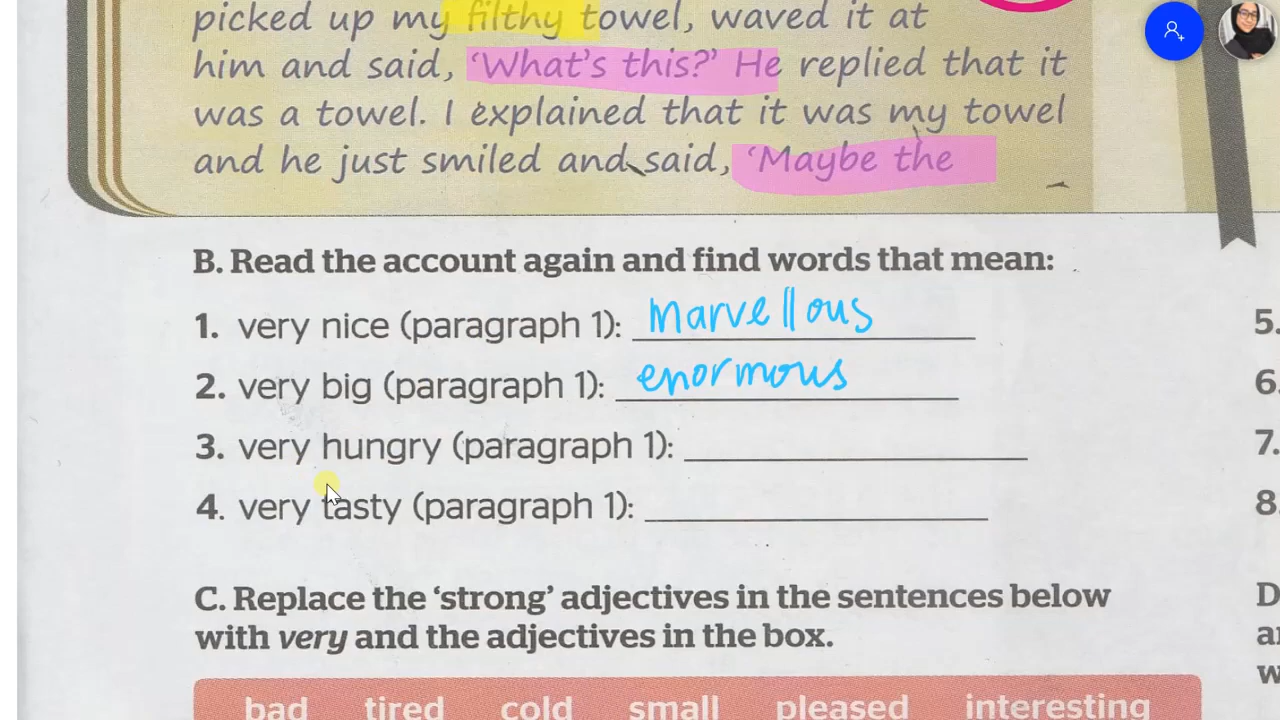 picked up my filthy towel, waved it at
him and said, ‘What’s this?’ He replied that it
was a towel. I explained that it was my towel
and he just smiled and said, ‘Maybe the
B. Read the account again and find words that mean:
1. very nice (paragraph 1): marvellous
2. very big (paragraph 1): enormous
3. very hungry (paragraph 1):
4. very tasty (paragraph 1):
C. Replace the ‘strong’ adjectives in the sentences below
with very and the adjectives in the box.
bad tired cold small pleased interesting
5.
6.
7.
8.
D